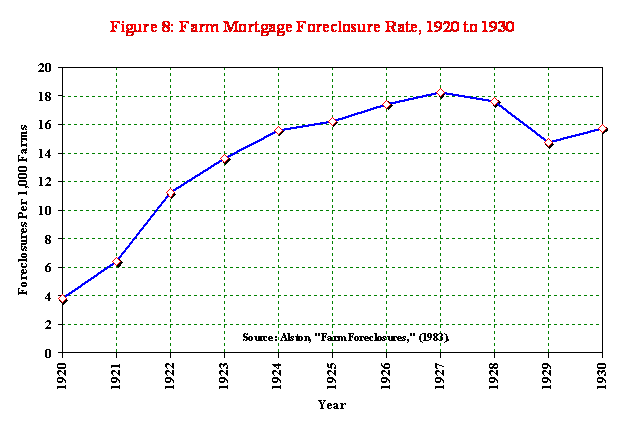 Figure 8: Farm Mortgage Foreclosure Rate, 1920 to 1930
Foreclosures Per 1,000 Farms
20
18
16
14
12
10
8
6
4
2
0
Source: Alston, "Farm Foreclosures," (1983).
1920 1921 1922 1923 1924 1925 1926 1927 1928 1929 1930
Year